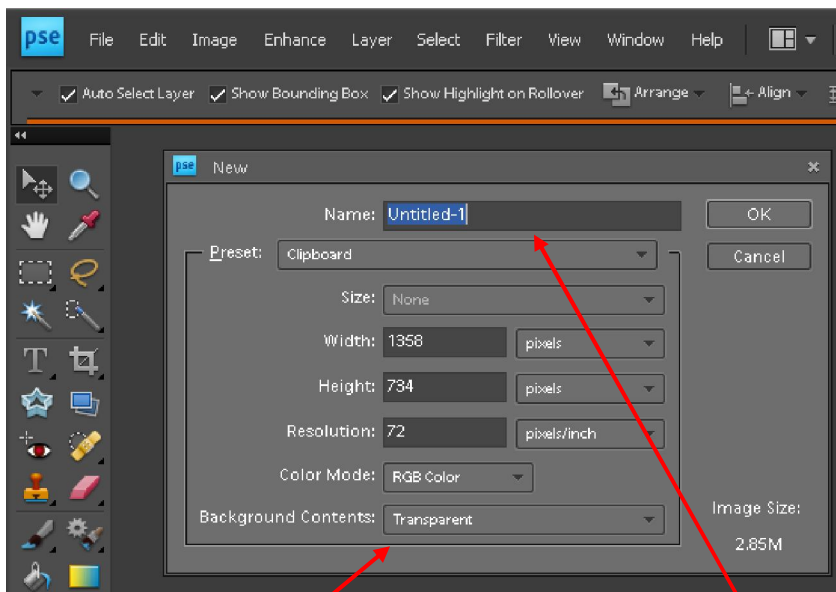 pse File Edit Image Enhance Layer Select Filter View Window Help
Auto Select Layer Show Bounding Box Show Highlight on Rollover Arrange Align
pse New
Name: Untitled-1 OK
Preset: Clipboard Cancel
Size: None
Width: 1358 pixels
Height: 734 pixels
Resolution: 72 pixels/inch
Color Mode: RGB Color
Background Contents: Transparent Image Size:
2.85M
T